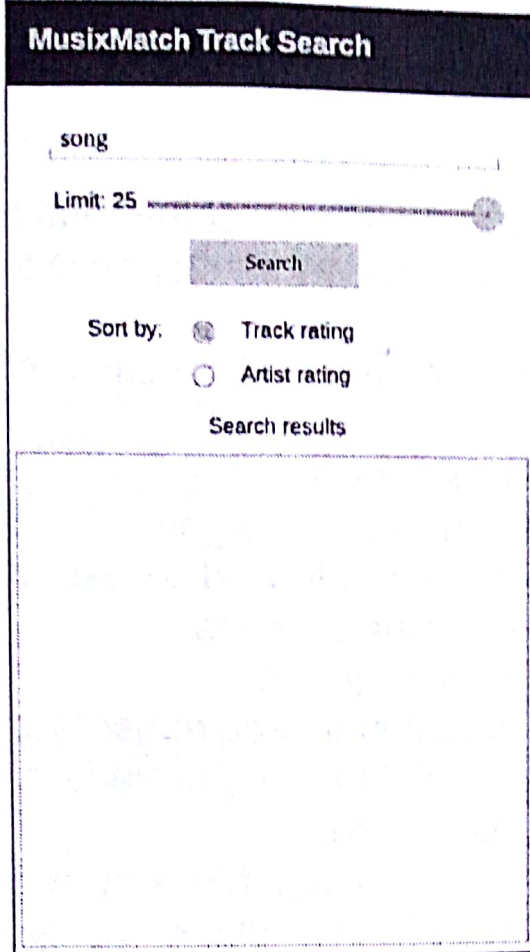 MusixMatch Track Search
song
Limit: 25
Search
Sort by: Track rating
Artist rating
Search results